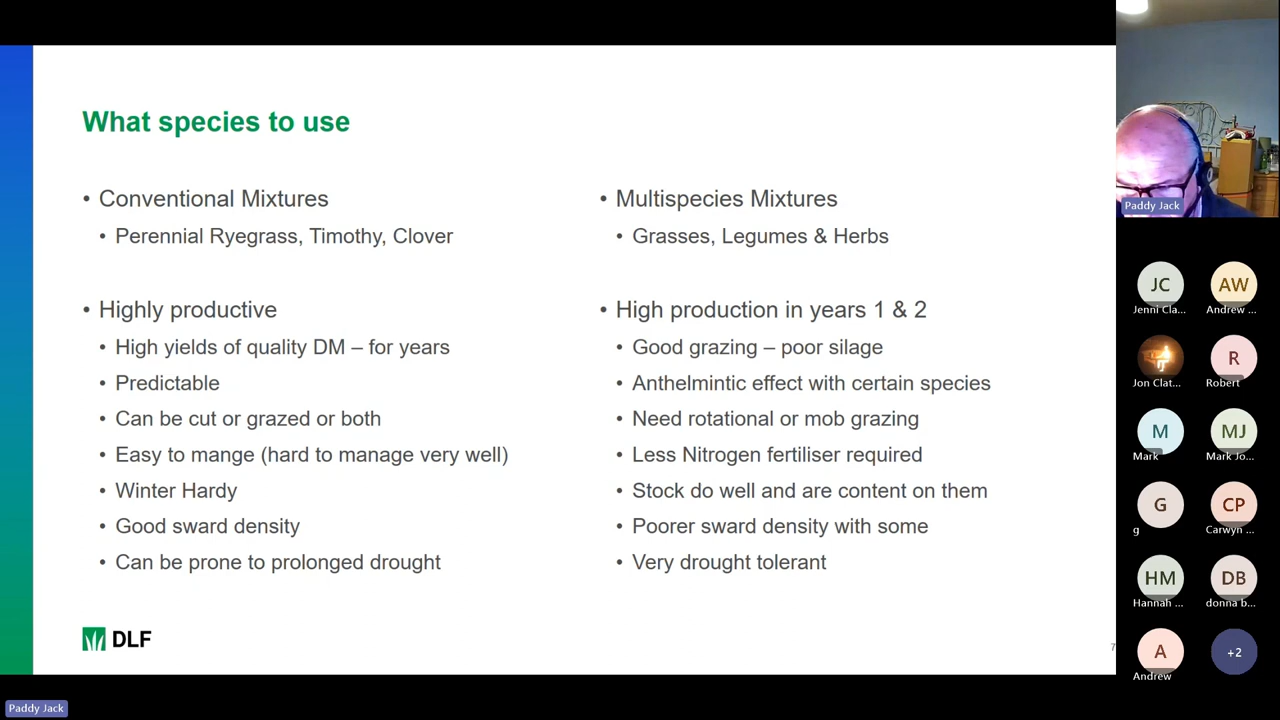 What species to use
• Conventional Mixtures
• Perennial Ryegrass, Timothy, Clover
• Highly productive
• High yields of quality DM – for years
• Predictable
• Can be cut or grazed or both
• Easy to mange (hard to manage very well)
• Winter Hardy
• Good sward density
• Can be prone to prolonged drought
• Multispecies Mixtures
• Grasses, Legumes & Herbs
• High production in years 1 & 2
• Good grazing – poor silage
• Anthelmintic effect with certain species
• Need rotational or mob grazing
• Less Nitrogen fertiliser required
• Stock do well and are content on them
• Poorer sward density with some
• Very drought tolerant
DLF
7
Paddy Jack
JC
Jenni Cla...
AW
Andrew ...
Jon Clat...
R
Robert
M
Mark
MJ
Mark Jo...
G
g
CP
Carwyn ...
HM
Hannah ...
DB
donna b...
A
Andrew
+2
Paddy Jack